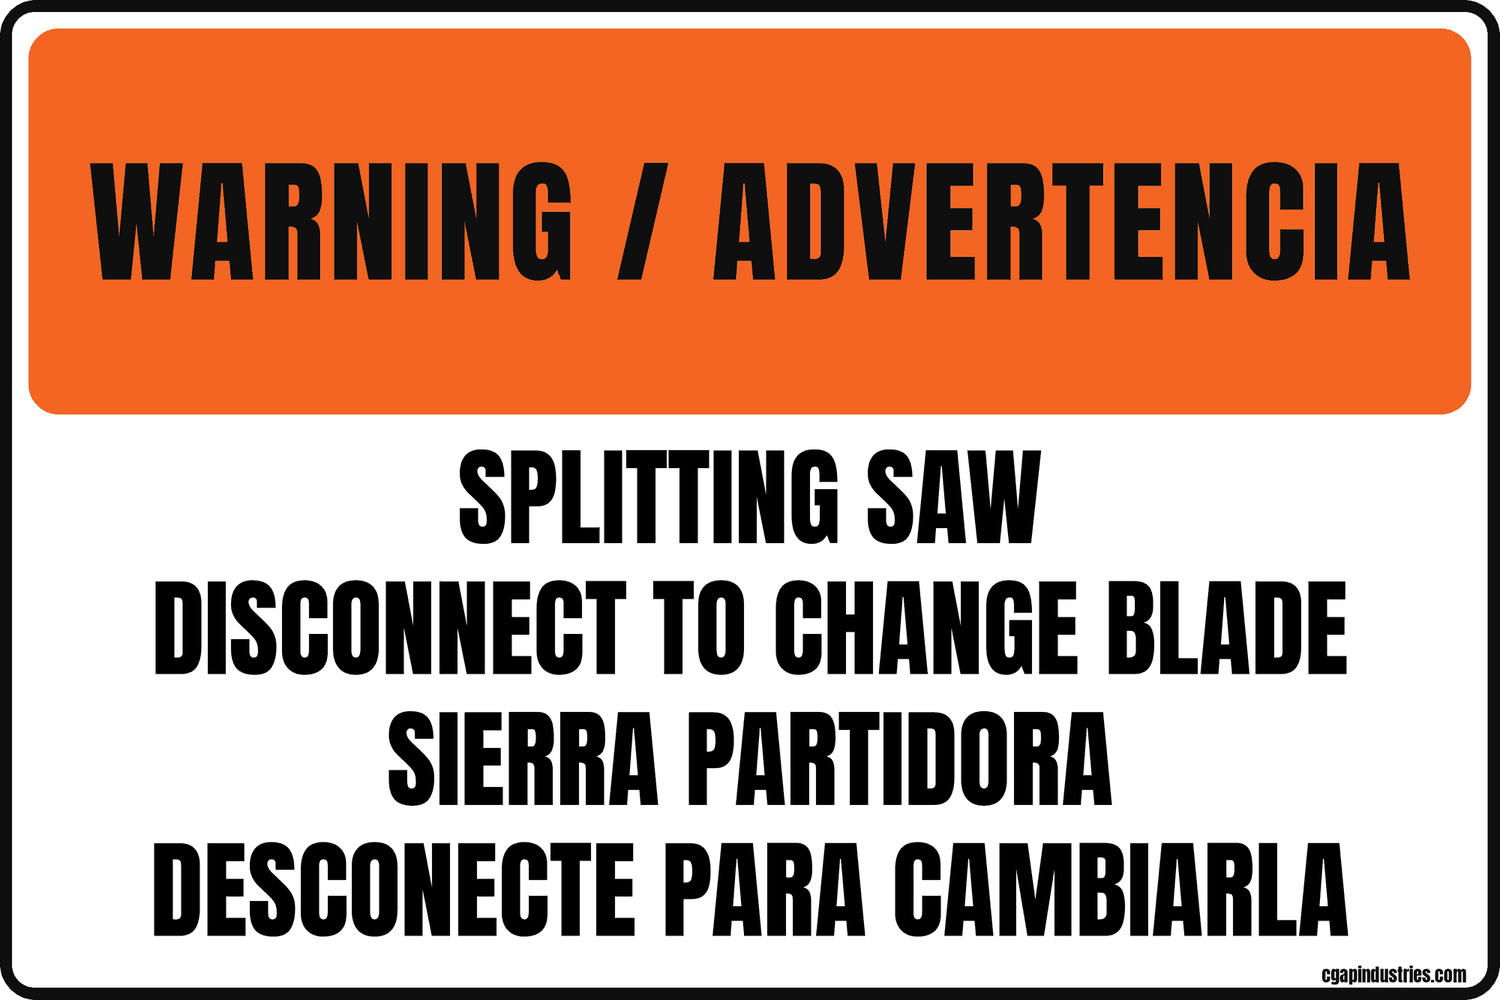 WARNING / ADVERTENCIA
SPLITTING SAW
DISCONNECT TO CHANGE BLADE
SIERRA PARTIDORA
DESCONECTE PARA CAMBIARLA
cgapindustries.com